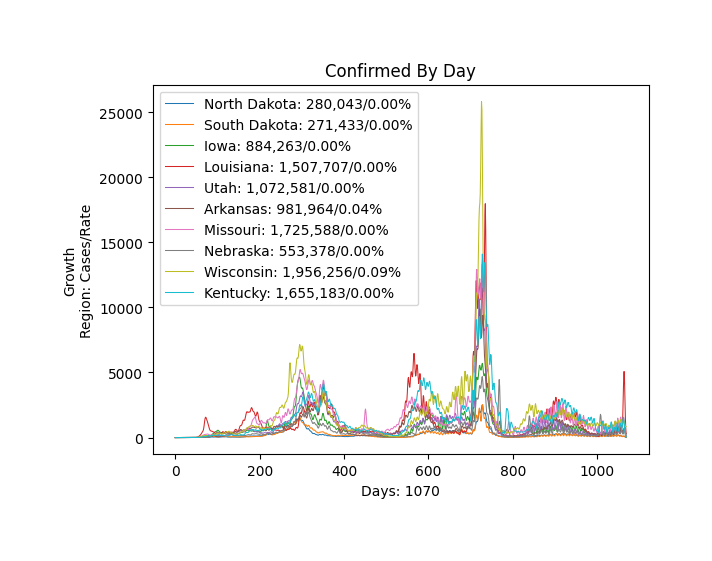 Confirmed By Day
North Dakota: 280,043/0.00%
South Dakota: 271,433/0.00%
Iowa: 884,263/0.00%
Louisiana: 1,507,707/0.00%
Utah: 1,072,581/0.00%
Arkansas: 981,964/0.04%
Missouri: 1,725,588/0.00%
Nebraska: 553,378/0.00%
Wisconsin: 1,956,256/0.09%
Kentucky: 1,655,183/0.00%
Growth
Region: Cases/Rate
25000
20000
15000
10000
5000
0
0 200 400 600 800 1000
Days: 1070